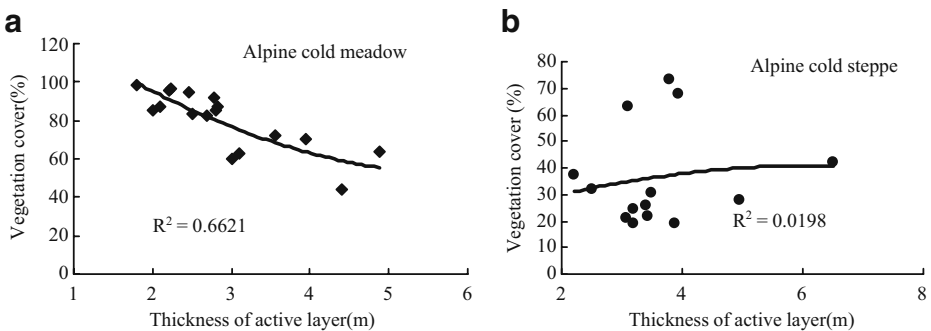 a
Alpine cold meadow
Vegetation cover(%)
120
100
80
60
40
20
0
R² = 0.6621
1 2 3 4 5 6
Thickness of active layer(m)
b
Alpine cold steppe
Vegetation cover (%)
80
70
60
50
40
30
20
10
0
R² = 0.0198
2 4 6 8
Thickness of active layer(m)